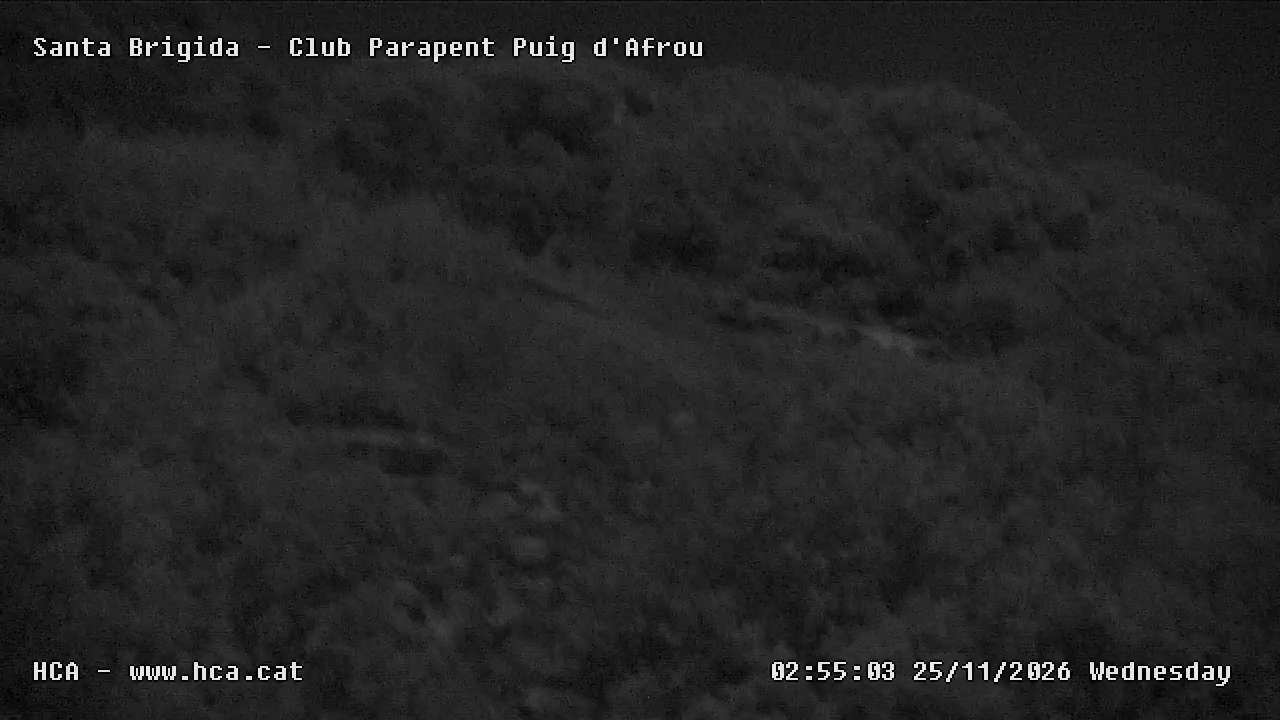 Santa Brigida - Club Parapent Puig d'Afrou
HCA - www.hca.cat
02:55:03 25/11/2026 Wednesday